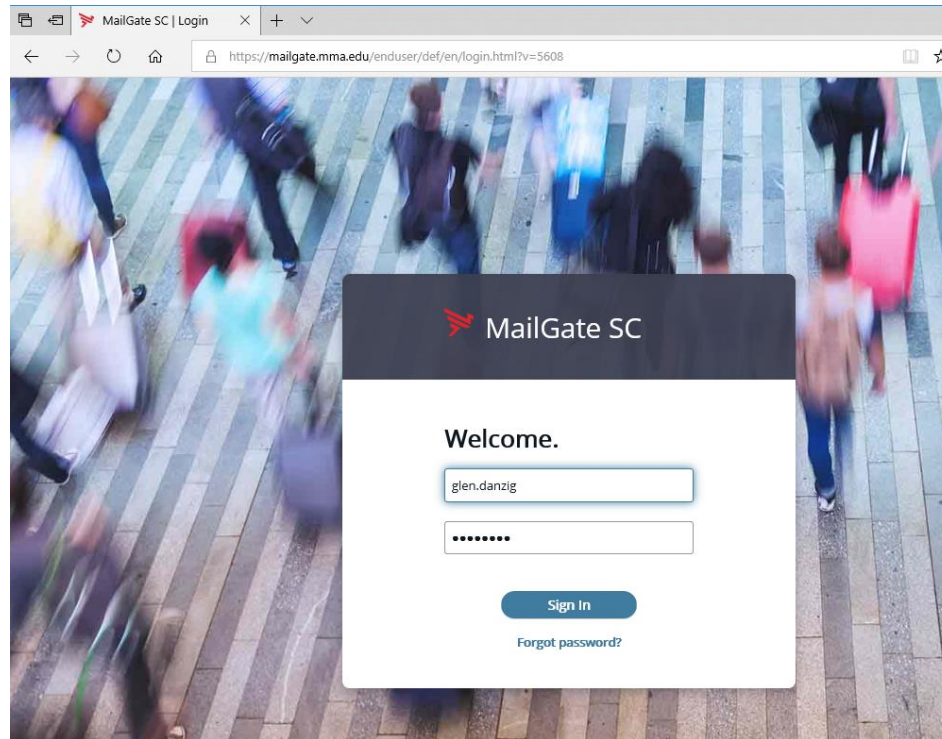 MailGate SC | Login
https://mailgate.mma.edu/enduser/def/en/login.html?v=5608
MailGate SC
Welcome.
glen.danzig
••••••••
Sign In
Forgot password?